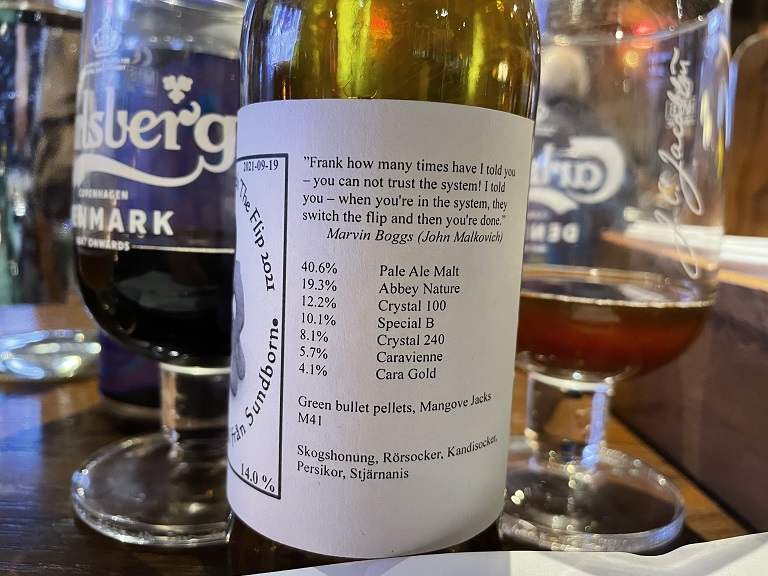 Carlsberg
COPENHAGEN
DENMARK
2021-09-19
The Flip 2021
från Sundborn.
14.0 %
"Frank how many times have I told you
– you can not trust the system! I told
you – when you're in the system, they
switch the flip and then you're done."
Marvin Boggs (John Malkovich)
40.6% Pale Ale Malt
19.3% Abbey Nature
12.2% Crystal 100
10.1% Special B
8.1% Crystal 240
5.7% Caravienne
4.1% Cara Gold
Green bullet pellets, Mangove Jacks
M41
Skogshonung, Rörsocker, Kandisocker,
Persikor, Stjärnanis